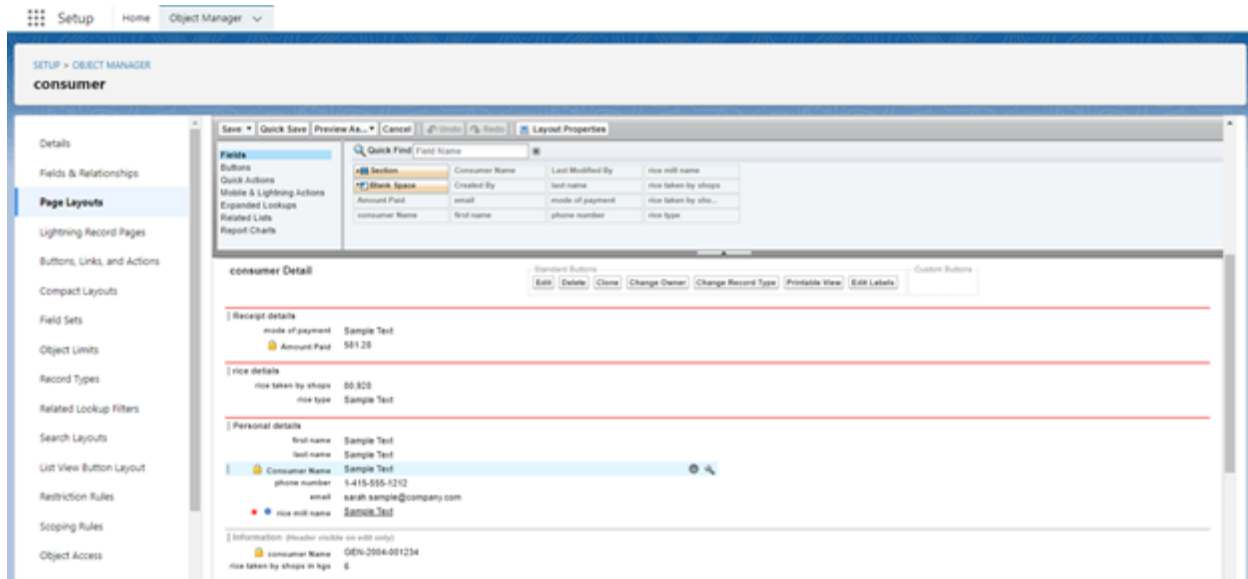 Setup Home Object Manager
SETUP > OBJECT MANAGER
consumer
Details
Fields & Relationships
Page Layouts
Lightning Record Pages
Buttons, Links, and Actions
Compact Layouts
Field Sets
Object Limits
Record Types
Related Lookup Filters
Search Layouts
List View Button Layout
Restriction Rules
Scoping Rules
Object Access
Save Quick Save Preview As... Cancel Undo Redo Layout Properties
Fields
Buttons
Quick Actions
Mobile & Lightning Actions
Expanded Lookups
Related Lists
Report Charts
Quick Find Field Name
Section Consumer Name Last Modified By rice mill name
Blank Space Created By last name rice taken by shops
Amount Paid email mode of payment rice taken by sho...
consumer Name first name phone number rice type
consumer Detail
Standard Buttons
Edit Delete Clone Change Owner Change Record Type Printable View Edit Labels
Custom Buttons
Receipt details
mode of payment Sample Text
Amount Paid $81.28
rice detials
rice taken by shops 80,928
rice type Sample Text
Personal details
first name Sample Text
last name Sample Text
Consumer Name Sample Text
phone number 1-415-555-1212
email sarah.sample@company.com
rice mill name Sample Text
Information (Header visible on edit only)
consumer Name GEN-2004-001234
rice taken by shops in kgs 6